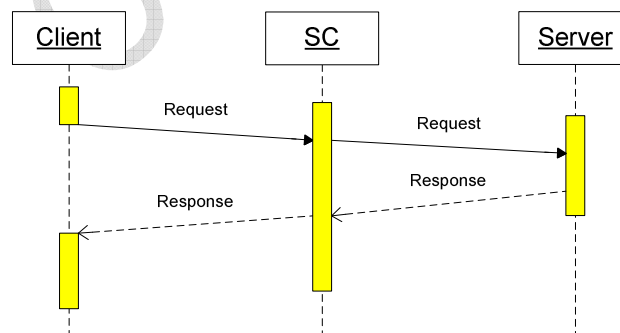 Client
SC
Server
Request
Request
Response
Response